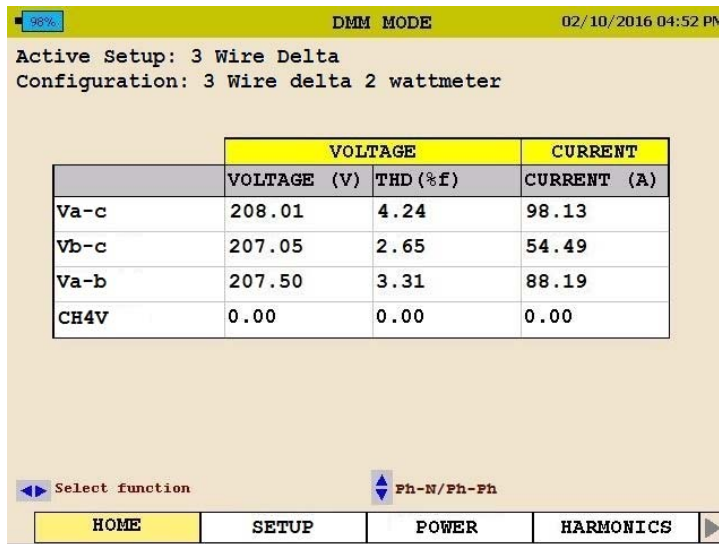 98% DMM MODE 02/10/2016 04:52 PM
Active Setup: 3 Wire Delta
Configuration: 3 Wire delta 2 wattmeter
VOLTAGE CURRENT
VOLTAGE (V) THD(%f) CURRENT (A)
Va-c 208.01 4.24 98.13
Vb-c 207.05 2.65 54.49
Va-b 207.50 3.31 88.19
CH4V 0.00 0.00 0.00
Select function Ph-N/Ph-Ph
HOME SETUP POWER HARMONICS